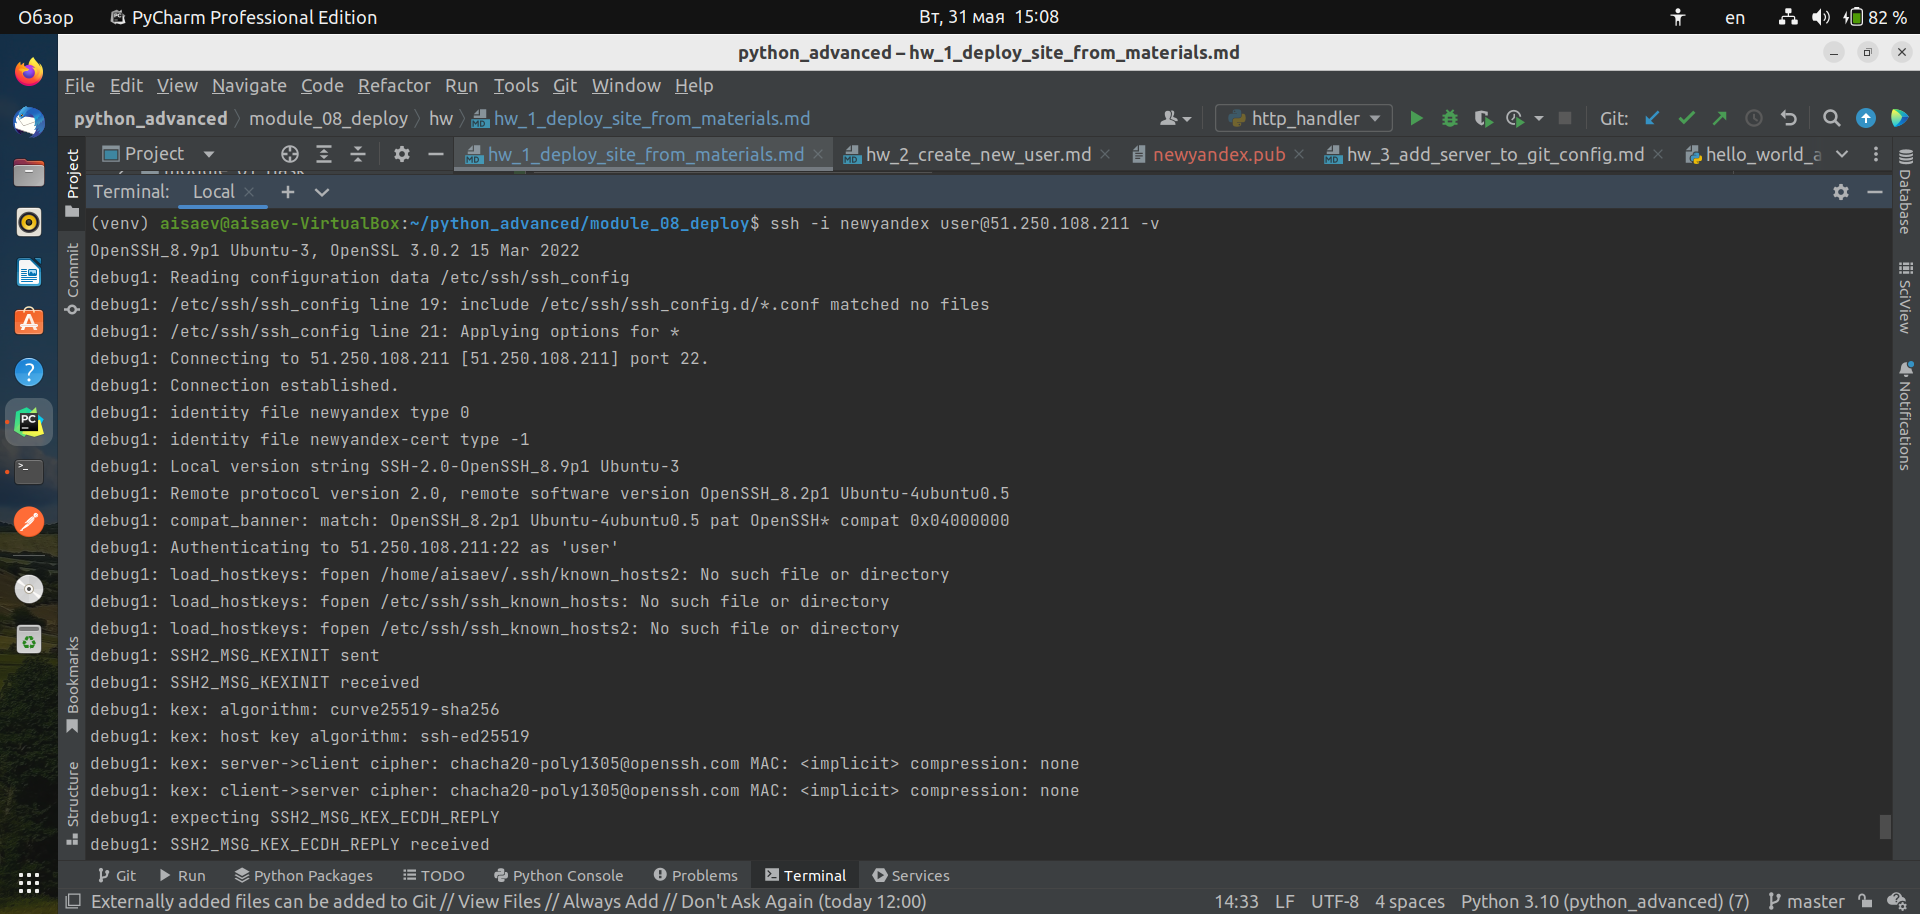 Обзор PyCharm Professional Edition Вт, 31 мая 15:08 en 82 %
python_advanced – hw_1_deploy_site_from_materials.md
File Edit View Navigate Code Refactor Run Tools Git Window Help
python_advanced module_08_deploy hw hw_1_deploy_site_from_materials.md http_handler Git:
Project hw_1_deploy_site_from_materials.md hw_2_create_new_user.md newyandex.pub hw_3_add_server_to_git_config.md hello_world_a
Terminal: Local
(venv) aisaev@aisaev-VirtualBox:~/python_advanced/module_08_deploy$ ssh -i newyandex user@51.250.108.211 -v
OpenSSH_8.9p1 Ubuntu-3, OpenSSL 3.0.2 15 Mar 2022
debug1: Reading configuration data /etc/ssh/ssh_config
debug1: /etc/ssh/ssh_config line 19: include /etc/ssh/ssh_config.d/*.conf matched no files
debug1: /etc/ssh/ssh_config line 21: Applying options for *
debug1: Connecting to 51.250.108.211 [51.250.108.211] port 22.
debug1: Connection established.
debug1: identity file newyandex type 0
debug1: identity file newyandex-cert type -1
debug1: Local version string SSH-2.0-OpenSSH_8.9p1 Ubuntu-3
debug1: Remote protocol version 2.0, remote software version OpenSSH_8.2p1 Ubuntu-4ubuntu0.5
debug1: compat_banner: match: OpenSSH_8.2p1 Ubuntu-4ubuntu0.5 pat OpenSSH* compat 0x04000000
debug1: Authenticating to 51.250.108.211:22 as 'user'
debug1: load_hostkeys: fopen /home/aisaev/.ssh/known_hosts2: No such file or directory
debug1: load_hostkeys: fopen /etc/ssh/ssh_known_hosts: No such file or directory
debug1: load_hostkeys: fopen /etc/ssh/ssh_known_hosts2: No such file or directory
debug1: SSH2_MSG_KEXINIT sent
debug1: SSH2_MSG_KEXINIT received
debug1: kex: algorithm: curve25519-sha256
debug1: kex: host key algorithm: ssh-ed25519
debug1: kex: server->client cipher: chacha20-poly1305@openssh.com MAC: <implicit> compression: none
debug1: kex: client->server cipher: chacha20-poly1305@openssh.com MAC: <implicit> compression: none
debug1: expecting SSH2_MSG_KEX_ECDH_REPLY
debug1: SSH2_MSG_KEX_ECDH_REPLY received
Project
Commit
Bookmarks
Structure
Database
SciView
Notifications
Git Run Python Packages TODO Python Console Problems Terminal Services
Externally added files can be added to Git // View Files // Always Add // Don't Ask Again (today 12:00) 14:33 LF UTF-8 4 spaces Python 3.10 (python_advanced) (7) master